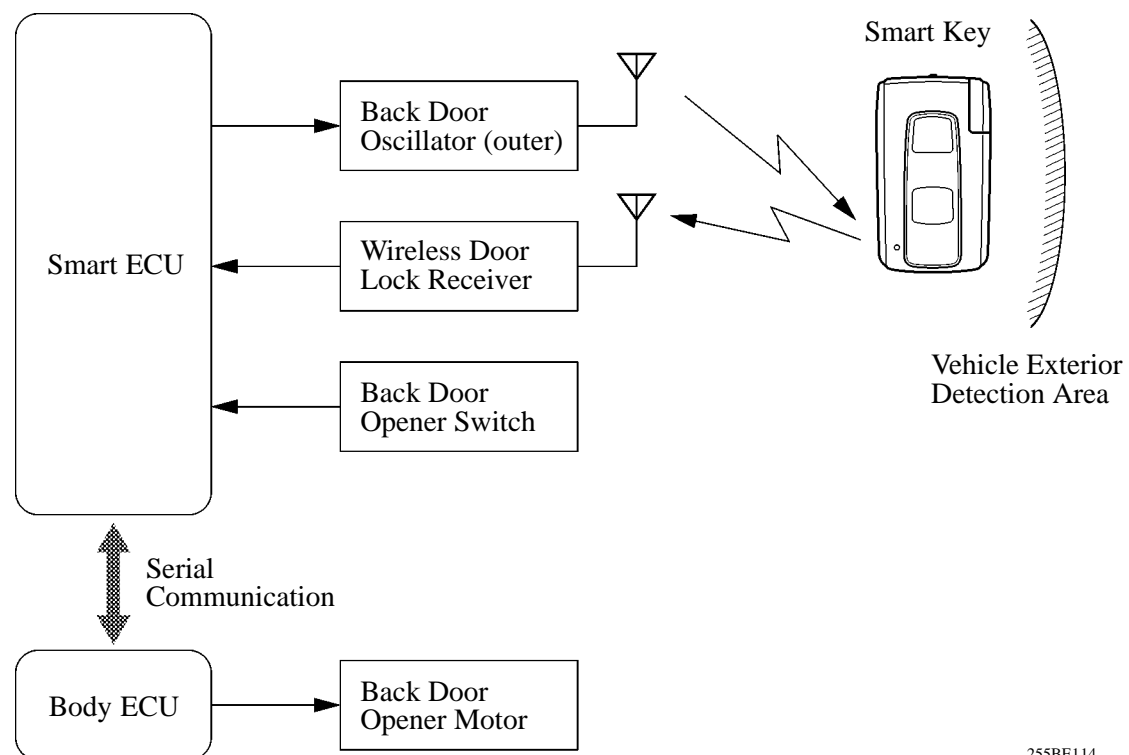 Smart Key
Back Door
Oscillator (outer)
Wireless Door
Lock Receiver
Smart ECU
Vehicle Exterior
Detection Area
Back Door
Opener Switch
Serial
Communication
Body ECU
Back Door
Opener Motor
255BE114